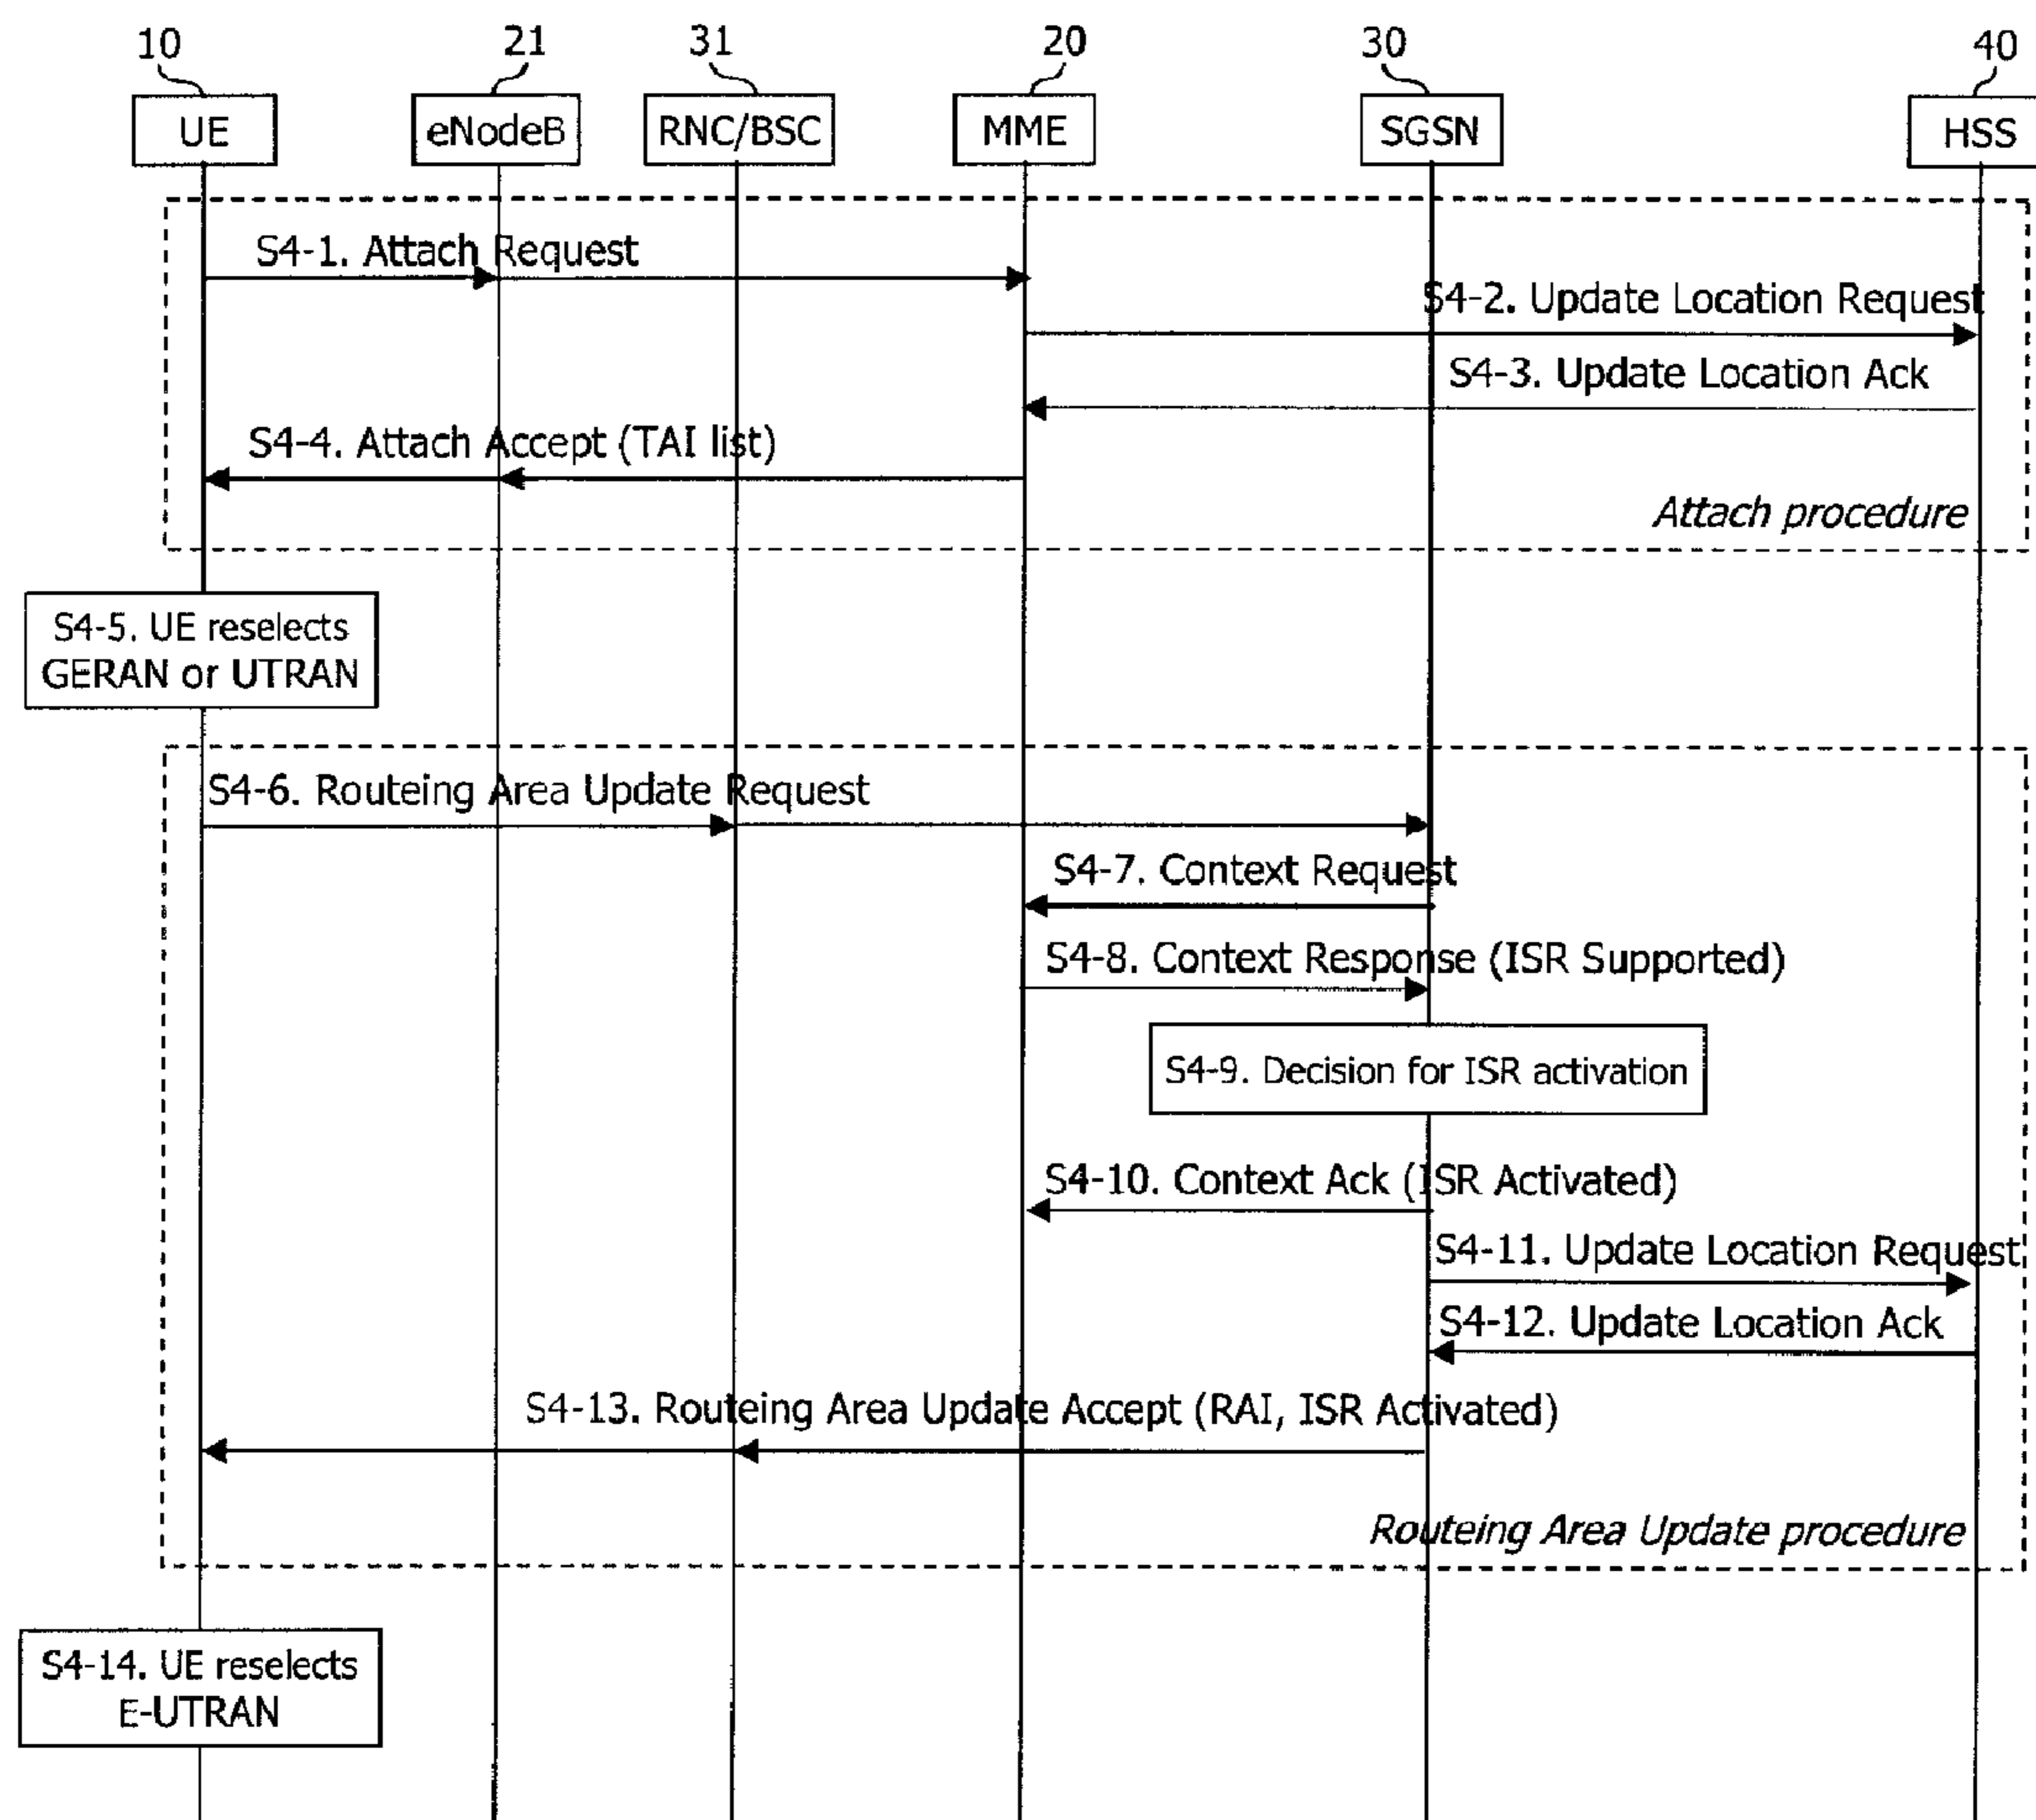 10 21 31 20 30 40
UE eNodeB RNC/BSC MME SGSN HSS
S4-1. Attach Request
S4-2. Update Location Request
S4-3. Update Location Ack
S4-4. Attach Accept (TAI list)
Attach procedure
S4-5. UE reselects
GERAN or UTRAN
S4-6. Routeing Area Update Request
S4-7. Context Request
S4-8. Context Response (ISR Supported)
S4-9. Decision for ISR activation
S4-10. Context Ack (ISR Activated)
S4-11. Update Location Request
S4-12. Update Location Ack
S4-13. Routeing Area Update Accept (RAI, ISR Activated)
Routeing Area Update procedure
S4-14. UE reselects
E-UTRAN